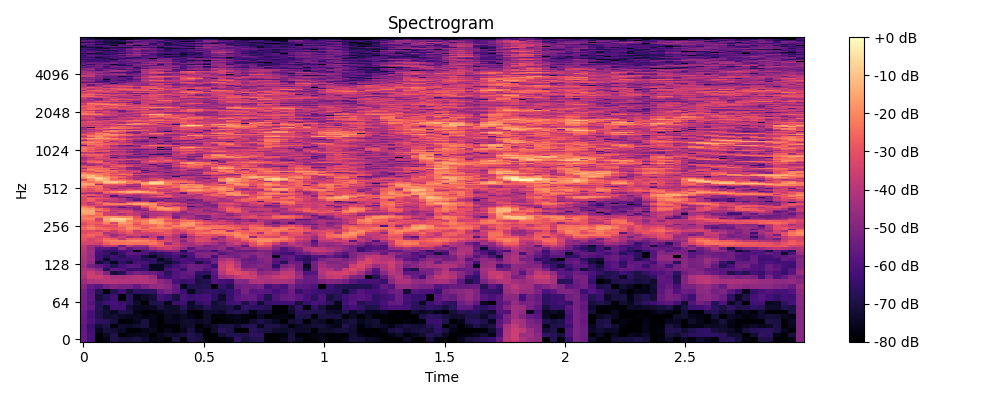 Spectrogram
Hz
4096
2048
1024
512
256
128
64
0
0
0.5
1
1.5
2
2.5
Time
+0 dB
-10 dB
-20 dB
-30 dB
-40 dB
-50 dB
-60 dB
-70 dB
-80 dB